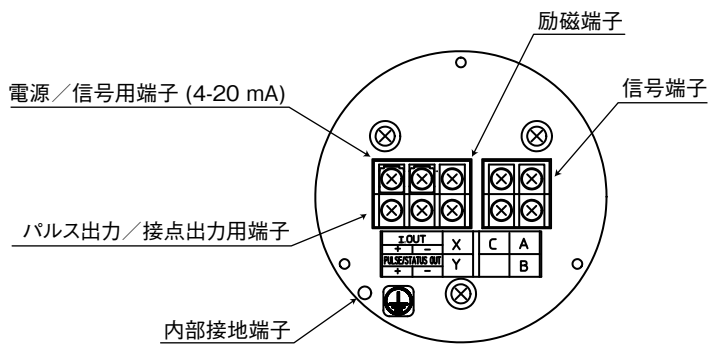 励磁端子
電源／信号用端子 (4-20 mA)
信号端子
パルス出力／接点出力用端子
I.OUT X C A
+ −
PULSE/STATUS OUT Y B
+ −
内部接地端子